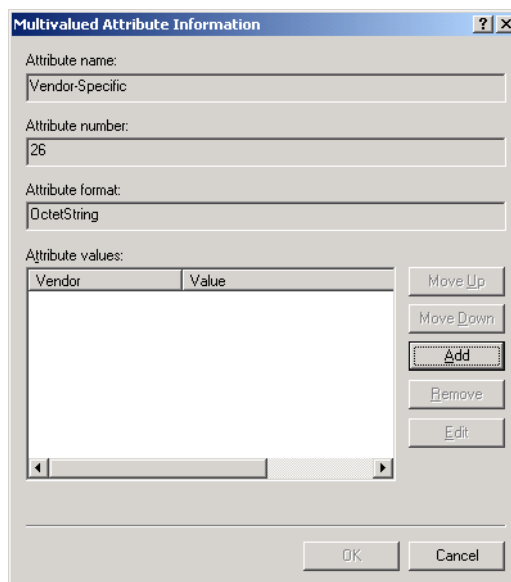 Multivalued Attribute Information
Attribute name:
Vendor-Specific
Attribute number:
26
Attribute format:
OctetString
Attribute values:
Vendor Value
Move Up
Move Down
Add
Remove
Edit
OK Cancel